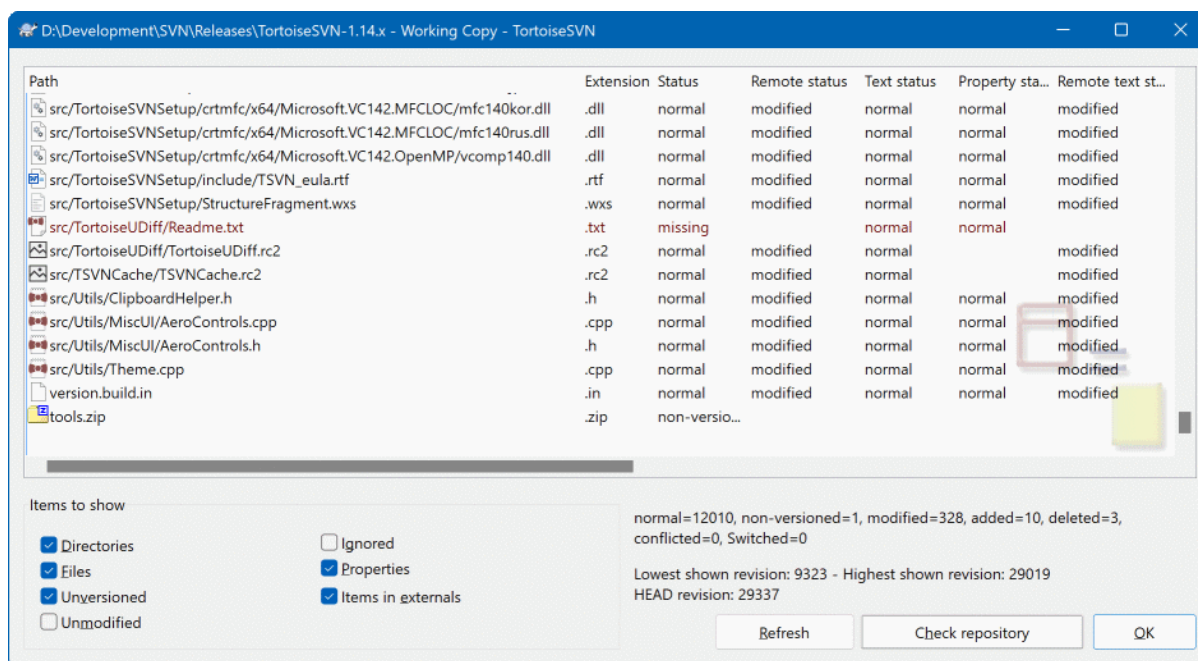 D:\Development\SVN\Releases\TortoiseSVN-1.14.x - Working Copy - TortoiseSVN
Path Extension Status Remote status Text status Property sta... Remote text st...
src/TortoiseSVNSetup/crtmfc/x64/Microsoft.VC142.MFCLOC/mfc140kor.dll .dll normal modified normal normal modified
src/TortoiseSVNSetup/crtmfc/x64/Microsoft.VC142.MFCLOC/mfc140rus.dll .dll normal modified normal normal modified
src/TortoiseSVNSetup/crtmfc/x64/Microsoft.VC142.OpenMP/vcomp140.dll .dll normal modified normal normal modified
src/TortoiseSVNSetup/include/TSVN_eula.rtf .rtf normal modified normal normal modified
src/TortoiseSVNSetup/StructureFragment.wxs .wxs normal modified normal normal modified
src/TortoiseUDiff/Readme.txt .txt missing normal normal
src/TortoiseUDiff/TortoiseUDiff.rc2 .rc2 normal modified normal modified
src/TSVNCache/TSVNCache.rc2 .rc2 normal modified normal modified
src/Utils/ClipboardHelper.h .h normal modified normal normal modified
src/Utils/MiscUI/AeroControls.cpp .cpp normal modified normal normal modified
src/Utils/MiscUI/AeroControls.h .h normal modified normal normal modified
src/Utils/Theme.cpp .cpp normal modified normal normal modified
version.build.in .in normal modified normal normal modified
tools.zip .zip non-versio...
Items to show
Directories
Files
Unversioned
Unmodified
Ignored
Properties
Items in externals
normal=12010, non-versioned=1, modified=328, added=10, deleted=3,
conflicted=0, Switched=0
Lowest shown revision: 9323 - Highest shown revision: 29019
HEAD revision: 29337
Refresh Check repository OK